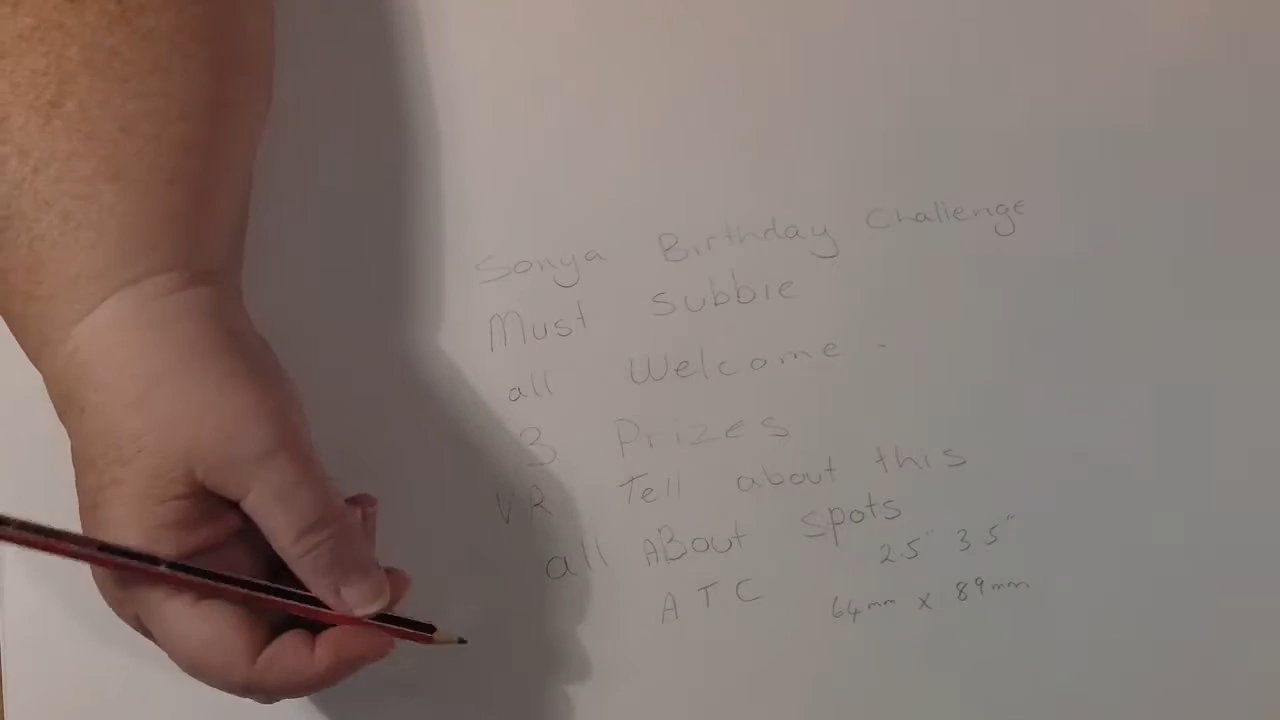 Sonya Birthday Challenge
Must Subbie
all Welcome.
3 Prizes
VR Tell about this
all ABout spots
2.5" 3.5"
A T C 64mm x 89mm